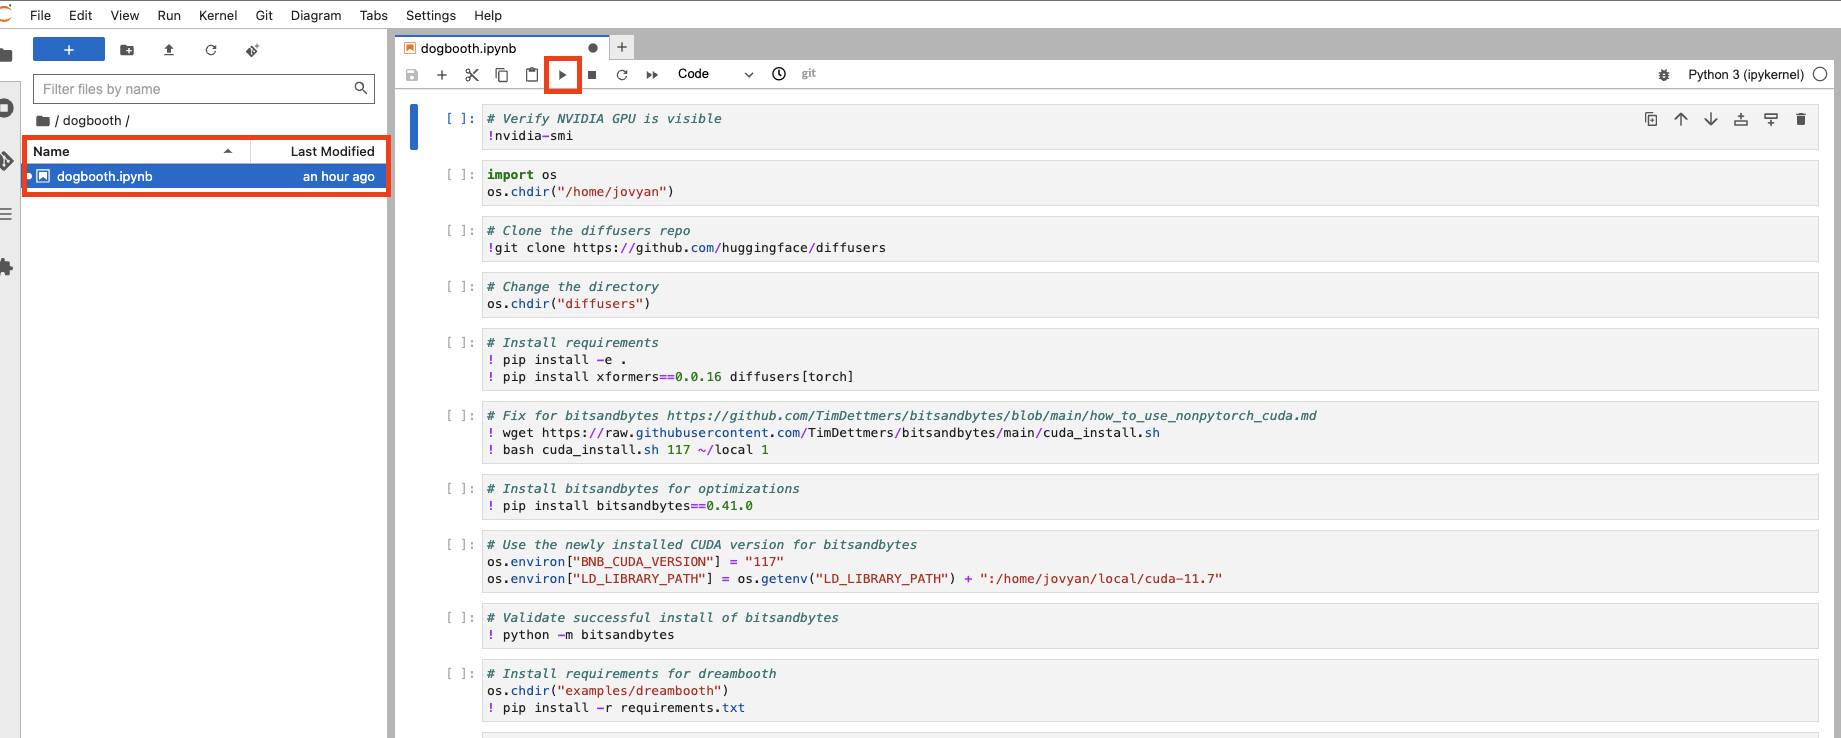 File Edit View Run Kernel Git Diagram Tabs Settings Help
Filter files by name
/ dogbooth /
Name Last Modified
dogbooth.ipynb an hour ago
dogbooth.ipynb
Code git Python 3 (ipykernel)
[ ]: # Verify NVIDIA GPU is visible
!nvidia-smi
[ ]: import os
os.chdir("/home/jovyan")
[ ]: # Clone the diffusers repo
!git clone https://github.com/huggingface/diffusers
[ ]: # Change the directory
os.chdir("diffusers")
[ ]: # Install requirements
! pip install -e .
! pip install xformers==0.0.16 diffusers[torch]
[ ]: # Fix for bitsandbytes https://github.com/TimDettmers/bitsandbytes/blob/main/how_to_use_nonpytorch_cuda.md
! wget https://raw.githubusercontent.com/TimDettmers/bitsandbytes/main/cuda_install.sh
! bash cuda_install.sh 117 ~/local 1
[ ]: # Install bitsandbytes for optimizations
! pip install bitsandbytes==0.41.0
[ ]: # Use the newly installed CUDA version for bitsandbytes
os.environ["BNB_CUDA_VERSION"] = "117"
os.environ["LD_LIBRARY_PATH"] = os.getenv("LD_LIBRARY_PATH") + ":/home/jovyan/local/cuda-11.7"
[ ]: # Validate successful install of bitsandbytes
! python -m bitsandbytes
[ ]: # Install requirements for dreambooth
os.chdir("examples/dreambooth")
! pip install -r requirements.txt